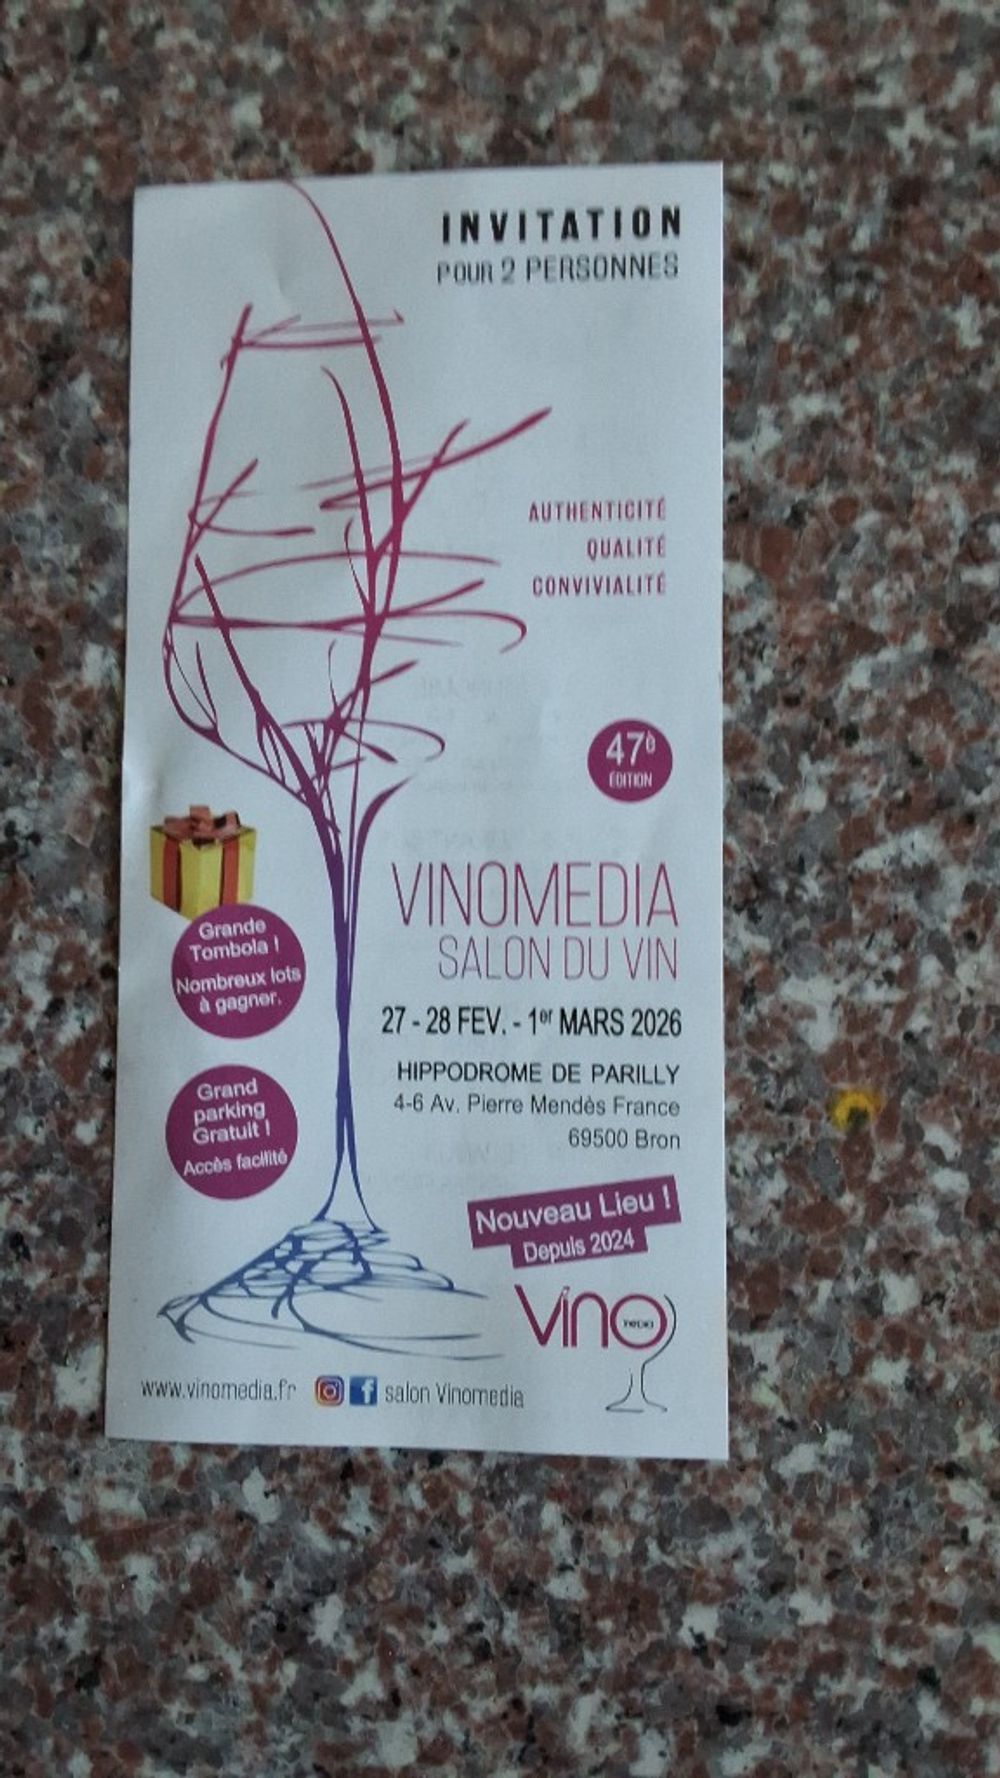 INVITATION
POUR 2 PERSONNES
AUTHENTICITÉ
QUALITÉ
CONVIVIALITÉ
47è
ÉDITION
VINOMEDIA
SALON DU VIN
27 - 28 FEV. - 1er MARS 2026
HIPPODROME DE PARILLY
4-6 Av. Pierre Mendès France
69500 Bron
Grande
Tombola !
Nombreux lots
à gagner.
Grand
parking
Gratuit !
Accès facilité
Nouveau Lieu !
Depuis 2024
Vino
www.vinomedia.fr
salon Vinomedia